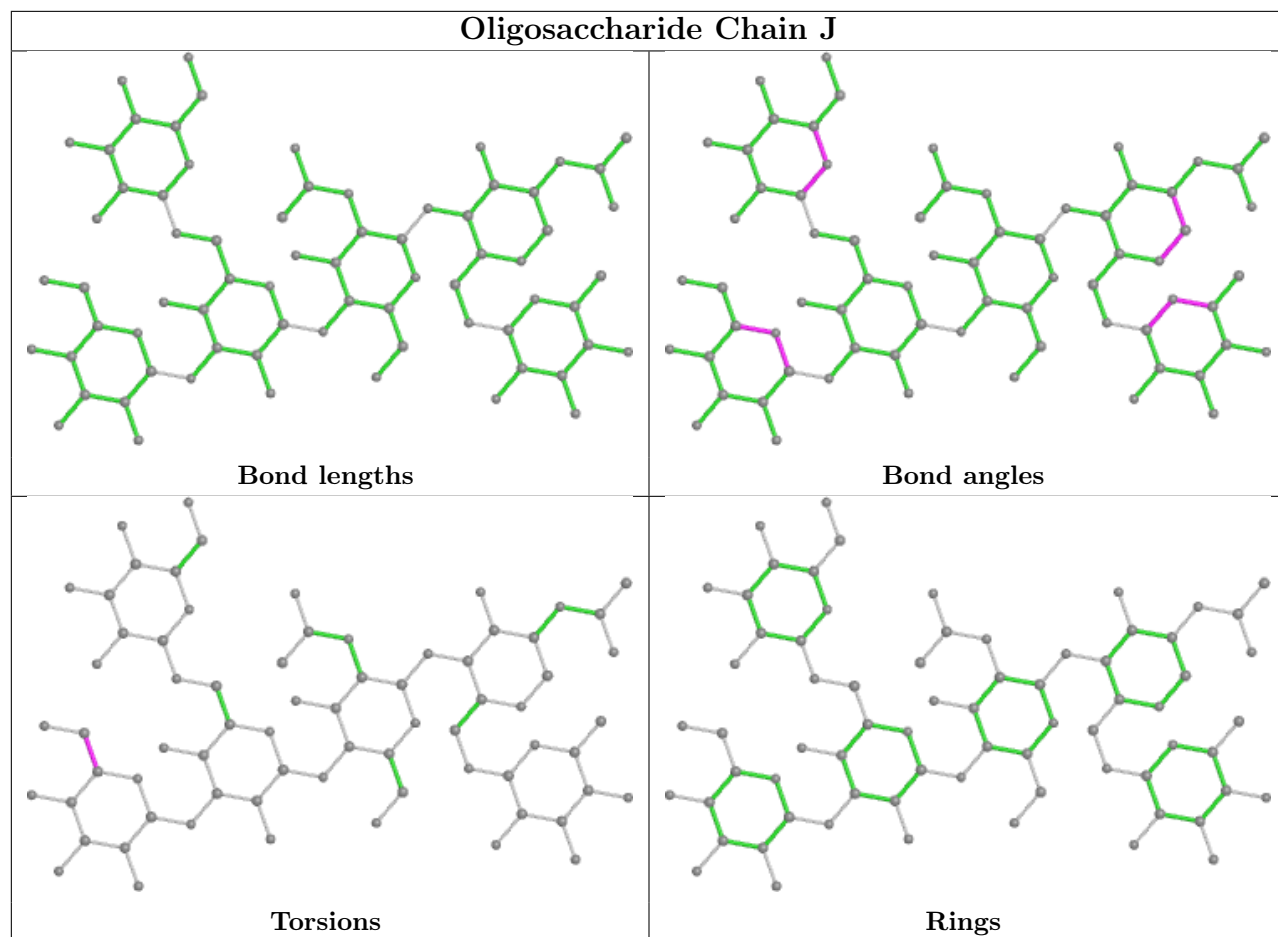 Oligosaccharide Chain J
Bond lengths
Bond angles
Torsions
Rings